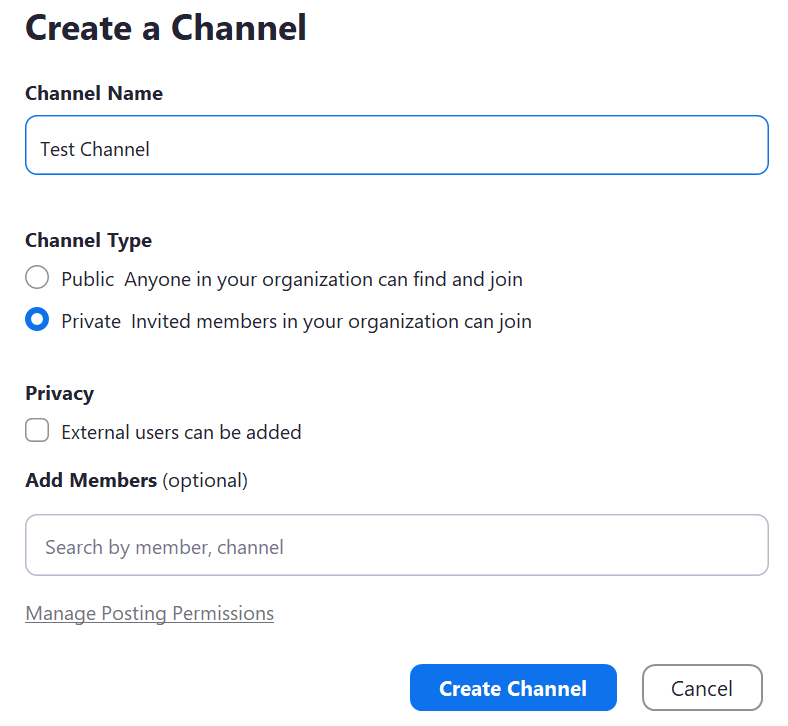 Create a Channel
Channel Name
Test Channel
Channel Type
Public Anyone in your organization can find and join
Private Invited members in your organization can join
Privacy
External users can be added
Add Members (optional)
Search by member, channel
Manage Posting Permissions
Create Channel
Cancel